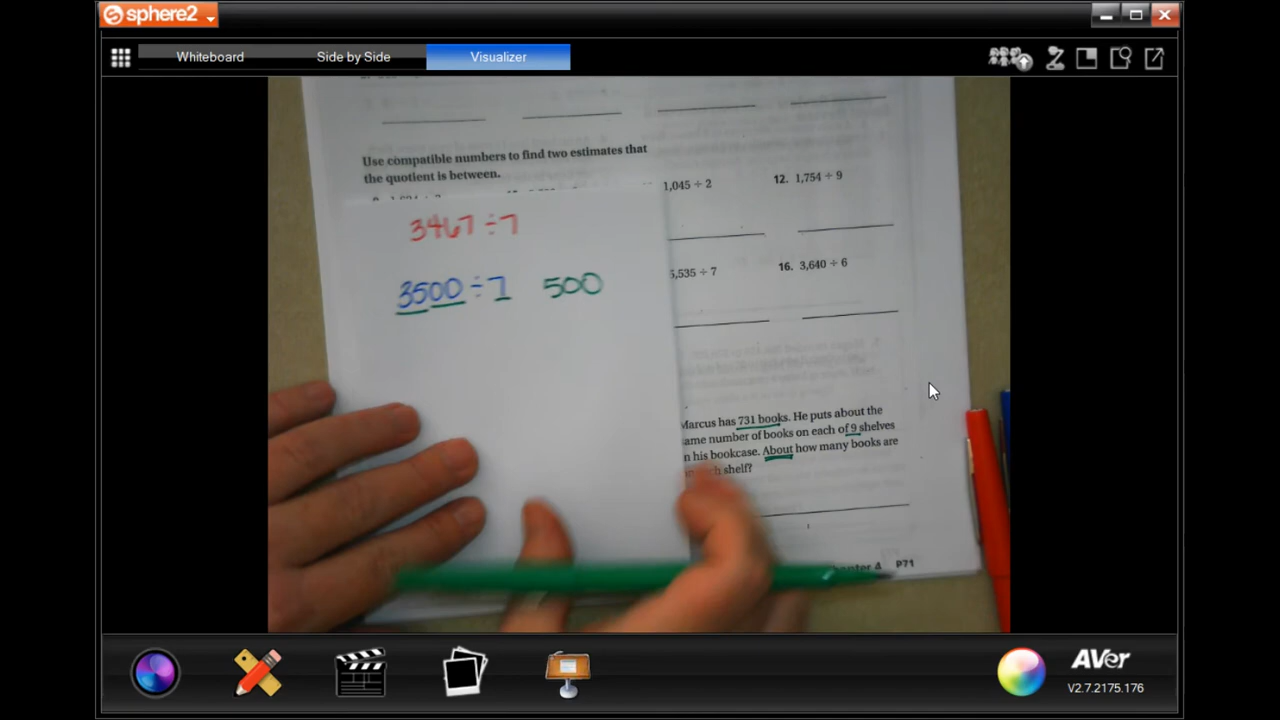 sphere2
Whiteboard Side by Side Visualizer
Use compatible numbers to find two estimates that
the quotient is between.
1,045 ÷ 2 12. 1,754 ÷ 9
3467 ÷ 7
5,535 ÷ 7 16. 3,640 ÷ 6
3500 ÷ 7 500
Marcus has 731 books. He puts about the
ame number of books on each of 9 shelves
n his bookcase. About how many books are
shelf?
P71
AVer
V2.7.2175.176